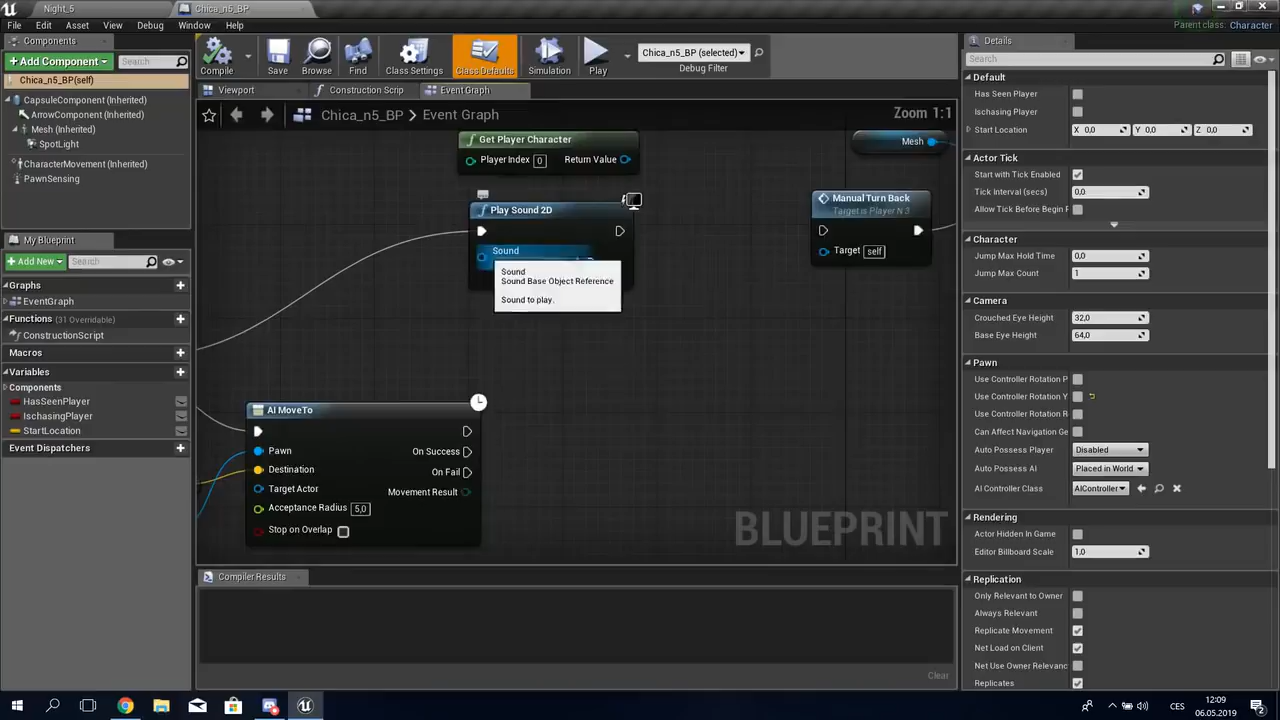 Night_5
Chica_n5_BP
Parent class: Character
File
Edit
Asset
View
Debug
Window
Help
Components
+ Add Component
Search
Chica_n5_BP(self)
CapsuleComponent (Inherited)
ArrowComponent (Inherited)
Mesh (Inherited)
SpotLight
CharacterMovement (Inherited)
PawnSensing
My Blueprint
+ Add New
Search
Graphs
EventGraph
Functions (31 Overridable)
ConstructionScript
Macros
Variables
Components
HasSeenPlayer
IschasingPlayer
StartLocation
Event Dispatchers
Compile
Save
Browse
Find
Class Settings
Class Defaults
Simulation
Play
Chica_n5_BP (selected)
Debug Filter
Viewport
Construction Scrip
Event Graph
Chica_n5_BP
Event Graph
Zoom 1:1
Get Player Character
Player Index
0
Return Value
Mesh
Play Sound 2D
Sound
Sound
Sound Base Object Reference
Sound to play.
Manual Turn Back
Target is Player N 3
Target
self
AI MoveTo
Pawn
On Success
Destination
On Fail
Target Actor
Movement Result
Acceptance Radius
5,0
Stop on Overlap
BLUEPRINT
Compiler Results
Clear
Details
Search
Default
Has Seen Player
Ischasing Player
Start Location
X 0,0
Y 0,0
Z 0,0
Actor Tick
Start with Tick Enabled
Tick Interval (secs)
0,0
Allow Tick Before Begin P
Character
Jump Max Hold Time
0,0
Jump Max Count
1
Camera
Crouched Eye Height
32,0
Base Eye Height
64,0
Pawn
Use Controller Rotation P
Use Controller Rotation Y
Use Controller Rotation R
Can Affect Navigation Ge
Auto Possess Player
Disabled
Auto Possess AI
Placed in World
AI Controller Class
AIController
Rendering
Actor Hidden In Game
Editor Billboard Scale
1,0
Replication
Only Relevant to Owner
Always Relevant
Replicate Movement
Net Load on Client
Net Use Owner Relevanc
Replicates
CES
12:09
06.05.2019
2